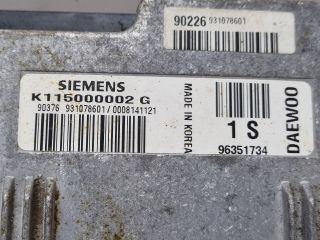 90226 931078601
SIEMENS
K115000002 G
90376 931078601/0008141121
MADE IN KOREA
1 S
96351734
DAEWOO